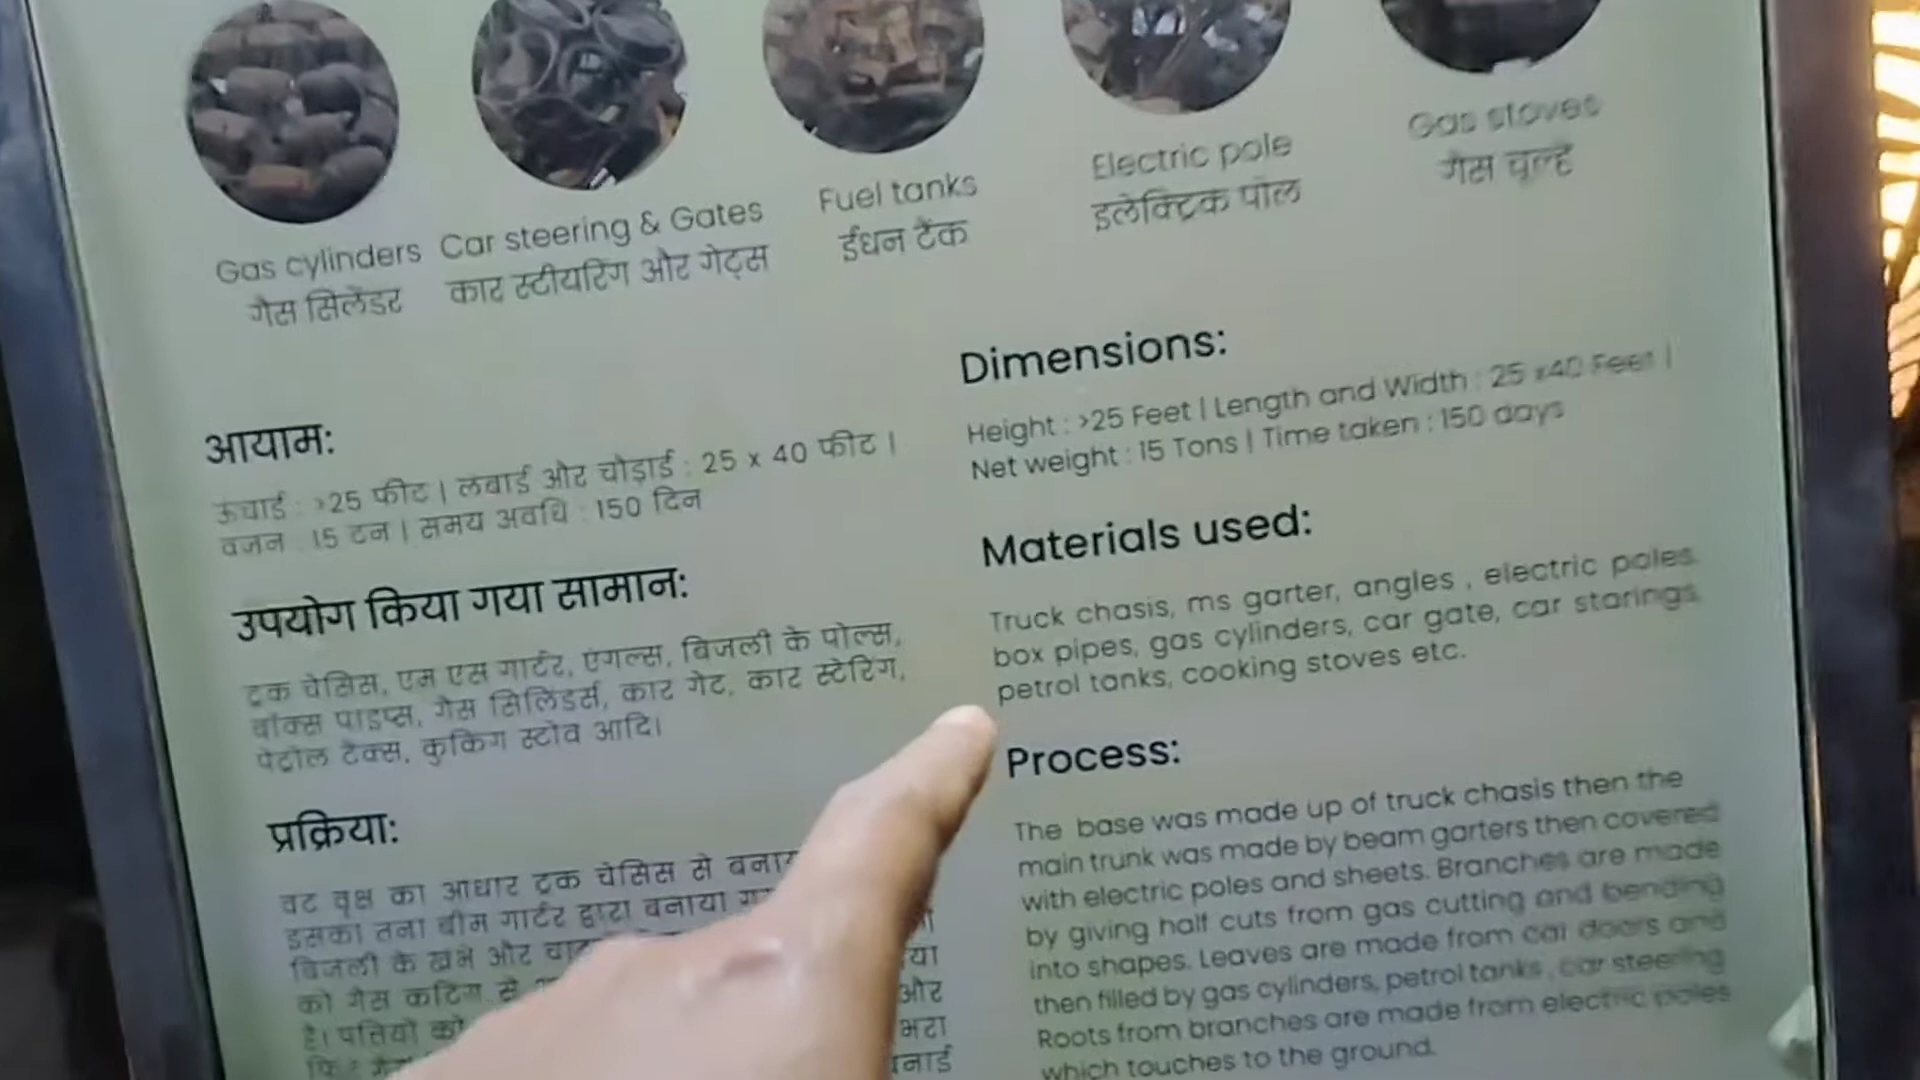 Gas cylinders
गैस सिलेंडर
Car steering & Gates
कार स्टीयरिंग और गेट्स
Fuel tanks
ईंधन टैंक
Electric pole
इलेक्ट्रिक पोल
Gas stoves
गैस चूल्हे
आयाम:
ऊंचाई : >25 फीट | लंबाई और चौड़ाई : 25 x 40 फीट |
वजन : 15 टन | समय अवधि : 150 दिन
उपयोग किया गया सामान:
ट्रक चेसिस, एम एस गार्टर, एंगल्स, बिजली के पोल्स,
बॉक्स पाइप्स, गैस सिलिंडर्स, कार गेट, कार स्टेरिंग,
पेट्रोल टैंक्स, कुकिंग स्टोव आदि।
प्रक्रिया:
वट वृक्ष का आधार ट्रक चेसिस से
इसका तना बीम गार्टर द्वारा बनाया
बिजली के खंभे और
को गैस कटिंग से और
है। पत्तियों को भरा
Dimensions:
Height : >25 Feet | Length and Width : 25 x40 Feet |
Net weight : 15 Tons | Time taken : 150 days
Materials used:
Truck chasis, ms garter, angles , electric poles,
box pipes, gas cylinders, car gate, car starings,
petrol tanks, cooking stoves etc.
Process:
The base was made up of truck chasis then the
main trunk was made by beam garters then covered
with electric poles and sheets. Branches are made
by giving half cuts from gas cutting and bending
into shapes. Leaves are made from car doors and
then filled by gas cylinders, petrol tanks , car steering
Roots from branches are made from electric poles
which touches to the ground.